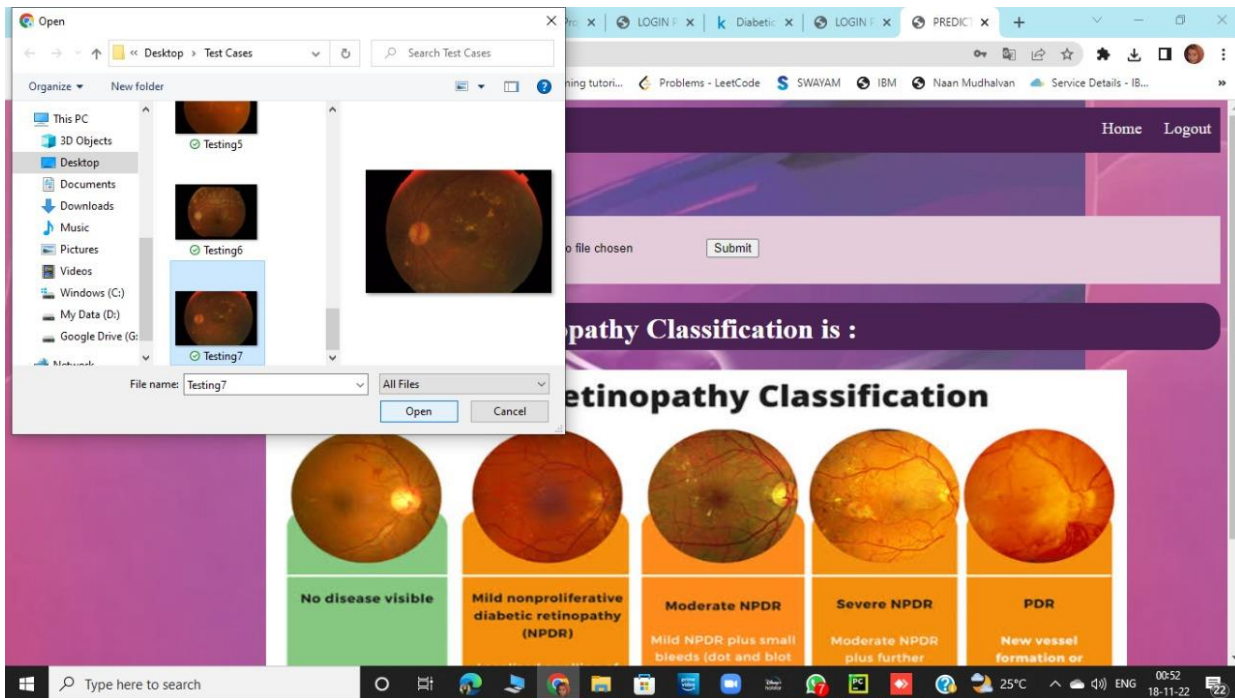 Open
LOGIN P
Diabetic
LOGIN P
PREDICT
Desktop > Test Cases
Search Test Cases
Organize
New folder
ning tutori...
Problems - LeetCode
SWAYAM
IBM
Naan Mudhalvan
Service Details - IB...
This PC
3D Objects
Desktop
Documents
Downloads
Music
Pictures
Videos
Windows (C:)
My Data (D:)
Google Drive (G:
Network
Testing5
Testing6
Testing7
Home Logout
o file chosen
Submit
File name: Testing7
All Files
Open
Cancel
pathy Classification is :
etinopathy Classification
No disease visible
Mild nonproliferative
diabetic retinopathy
(NPDR)
Moderate NPDR
Mild NPDR plus small
bleeds (dot and blot
Severe NPDR
Moderate NPDR
plus further
PDR
New vessel
formation or
Type here to search
25°C
ENG
00:52
18-11-22
22